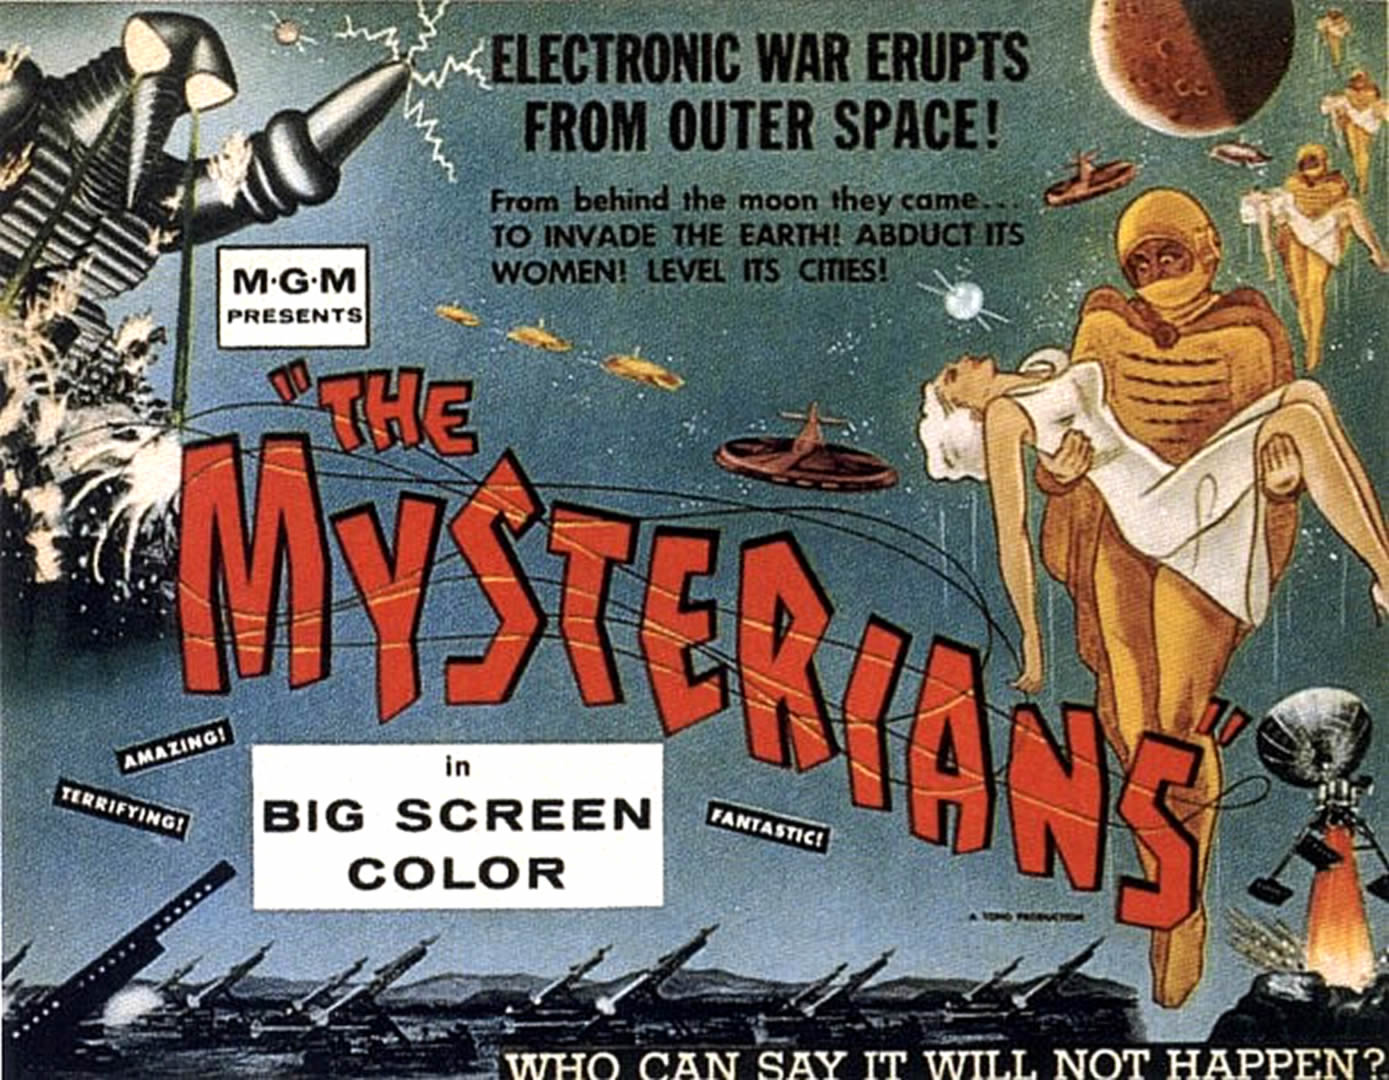 ELECTRONIC WAR ERUPTS
FROM OUTER SPACE!
From behind the moon they came...
TO INVADE THE EARTH! ABDUCT ITS
WOMEN! LEVEL ITS CITIES!
M·G·M
PRESENTS
"THE
MYSTERIANS"
AMAZING!
TERRIFYING!
in
BIG SCREEN
COLOR
FANTASTIC!
A TOHO PRODUCTION
WHO CAN SAY IT WILL NOT HAPPEN?